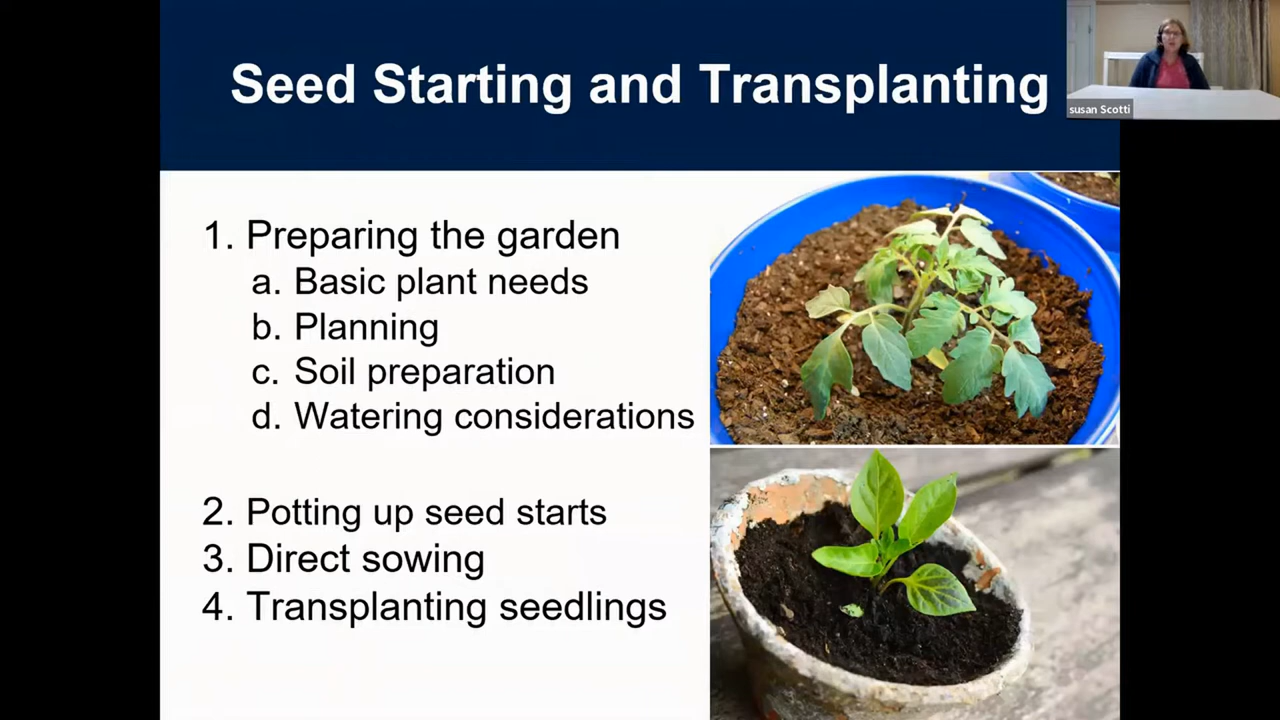 Seed Starting and Transplanting
susan Scotti
1. Preparing the garden
a. Basic plant needs
b. Planning
c. Soil preparation
d. Watering considerations
2. Potting up seed starts
3. Direct sowing
4. Transplanting seedlings